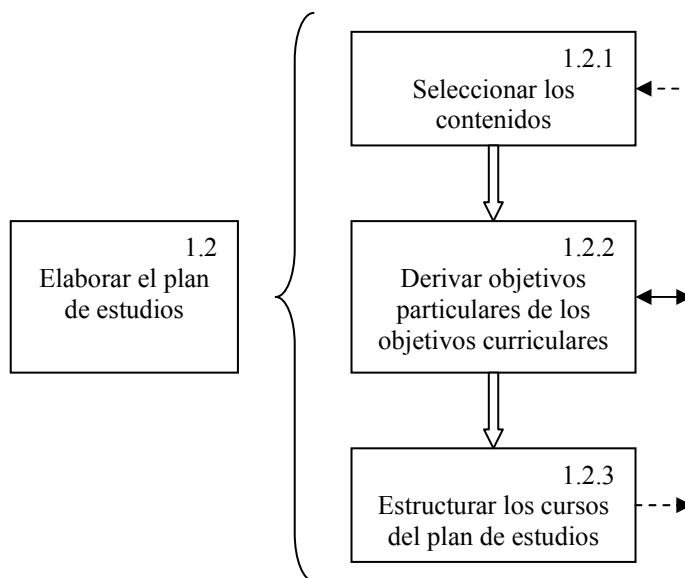 1.2
Elaborar el plan
de estudios
1.2.1
Seleccionar los
contenidos
1.2.2
Derivar objetivos
particulares de los
objetivos curriculares
1.2.3
Estructurar los cursos
del plan de estudios